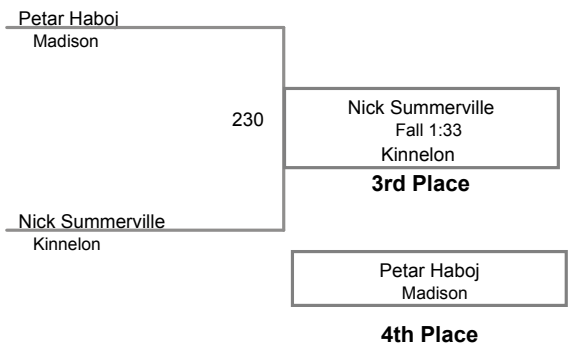 Petar Haboj
Madison
230
Nick Summerville
Fall 1:33
Kinnelon
3rd Place
Nick Summerville
Kinnelon
Petar Haboj
Madison
4th Place